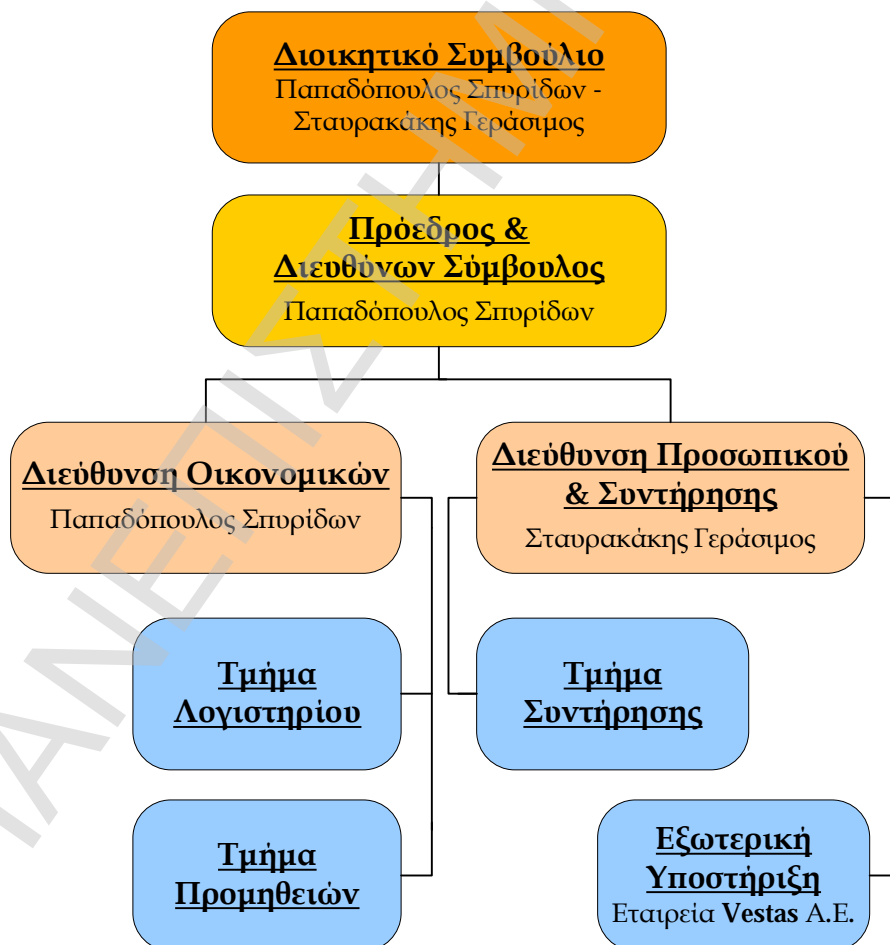 Διοικητικό Συμβούλιο
Παπαδόπουλος Σπυρίδων -
Σταυρακάκης Γεράσιμος
Πρόεδρος &
Διευθύνων Σύμβουλος
Παπαδόπουλος Σπυρίδων
Διεύθυνση Οικονομικών
Παπαδόπουλος Σπυρίδων
Διεύθυνση Προσωπικού
& Συντήρησης
Σταυρακάκης Γεράσιμος
Τμήμα
Λογιστηρίου
Τμήμα
Συντήρησης
Τμήμα
Προμηθειών
Εξωτερική
Υποστήριξη
Εταιρεία Vestas Α.Ε.